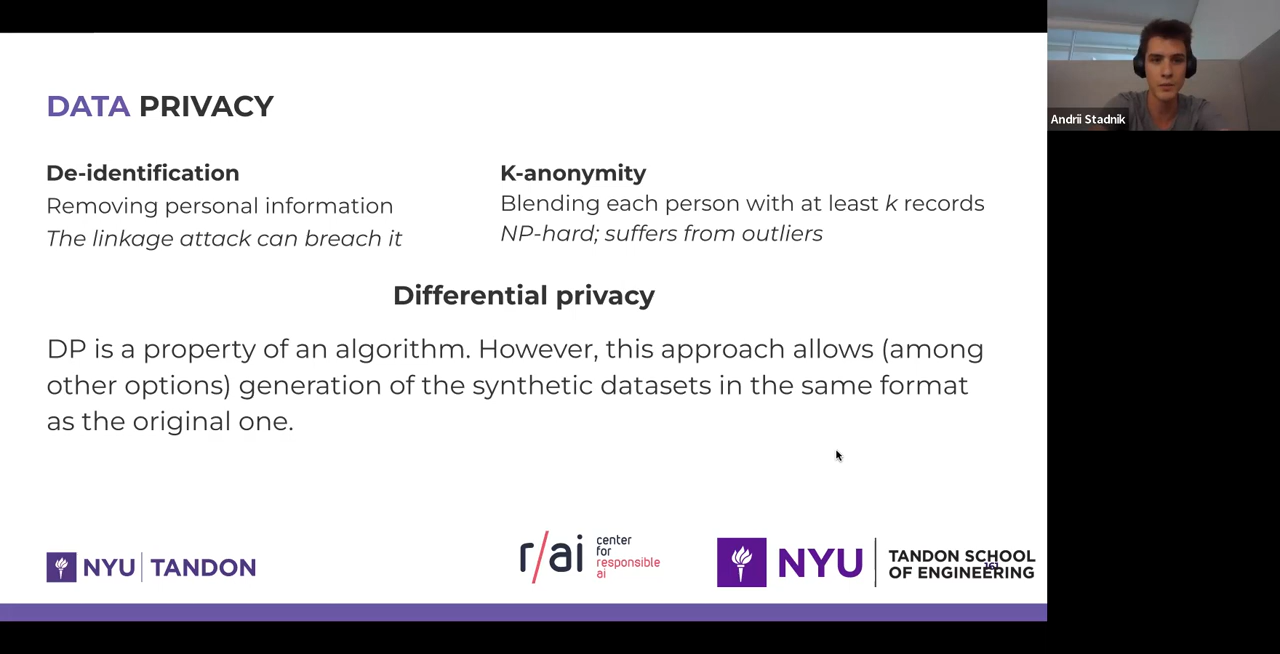 DATA PRIVACY
De-identification
Removing personal information
The linkage attack can breach it
K-anonymity
Blending each person with at least k records
NP-hard; suffers from outliers
Differential privacy
DP is a property of an algorithm. However, this approach allows (among
other options) generation of the synthetic datasets in the same format
as the original one.
NYU TANDON
r/ai
center
for
responsible
ai
NYU
TANDON SCHOOL
OF ENGINEERING
Andrii Stadnik